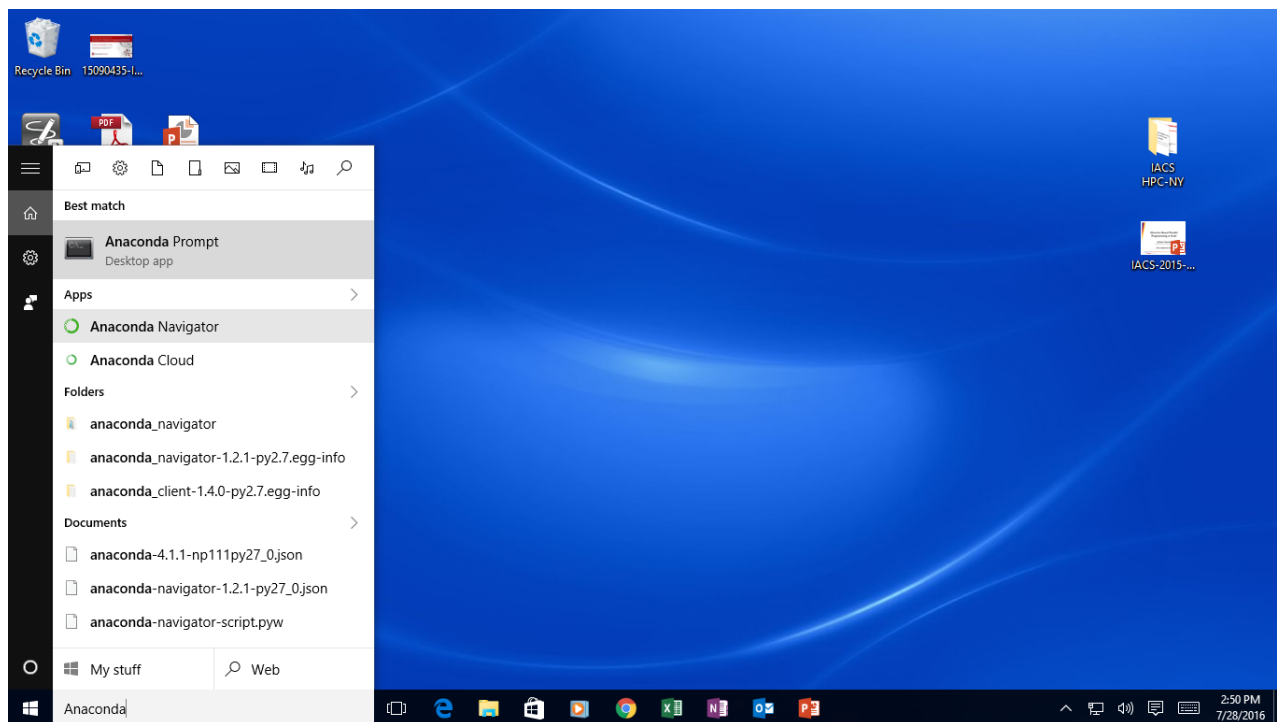 Recycle Bin
15090435-I...
PDF
Best match
Anaconda Prompt
Desktop app
Apps
Anaconda Navigator
Anaconda Cloud
Folders
anaconda_navigator
anaconda_navigator-1.2.1-py2.7.egg-info
anaconda_client-1.4.0-py2.7.egg-info
Documents
anaconda-4.1.1-np111py27_0.json
anaconda-navigator-1.2.1-py27_0.json
anaconda-navigator-script.pyw
My stuff
Web
Anaconda
IACS
HPC-NY
IACS-2015-...
2:50 PM
7/28/2016